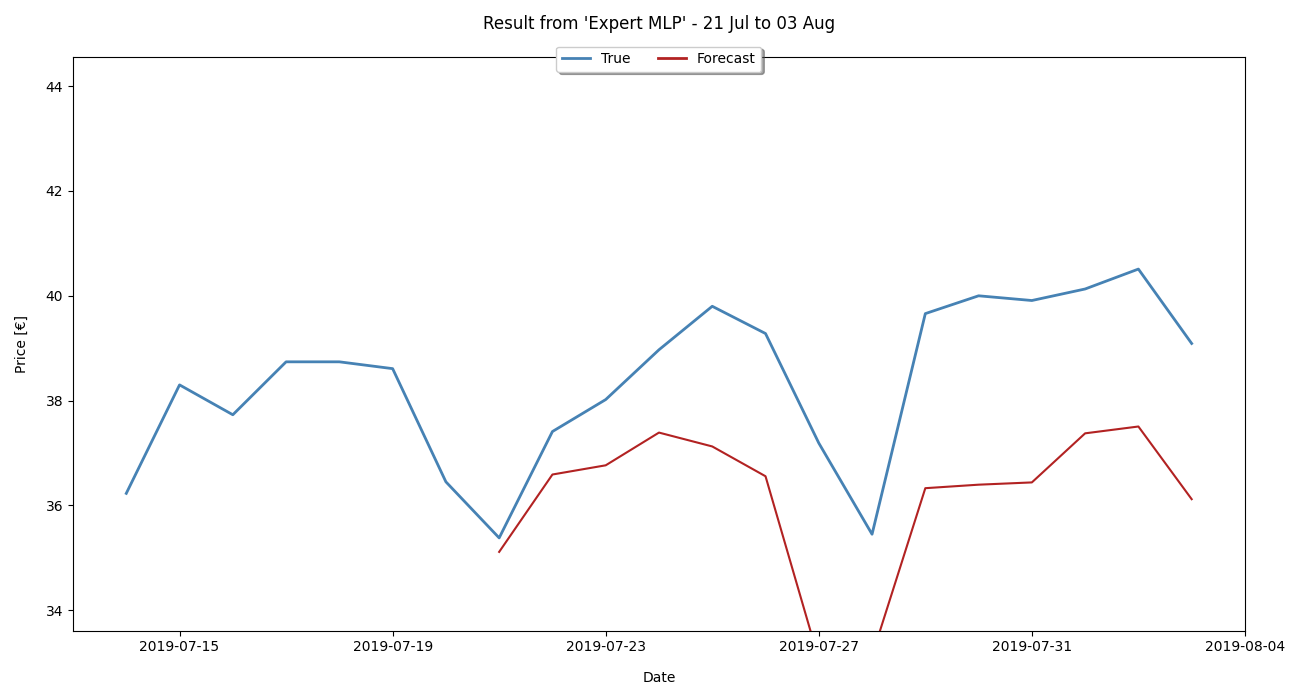 Result from 'Expert MLP' - 21 Jul to 03 Aug
True Forecast
44
42
40
38
36
34
Price [€]
2019-07-15 2019-07-19 2019-07-23 2019-07-27 2019-07-31 2019-08-04
Date